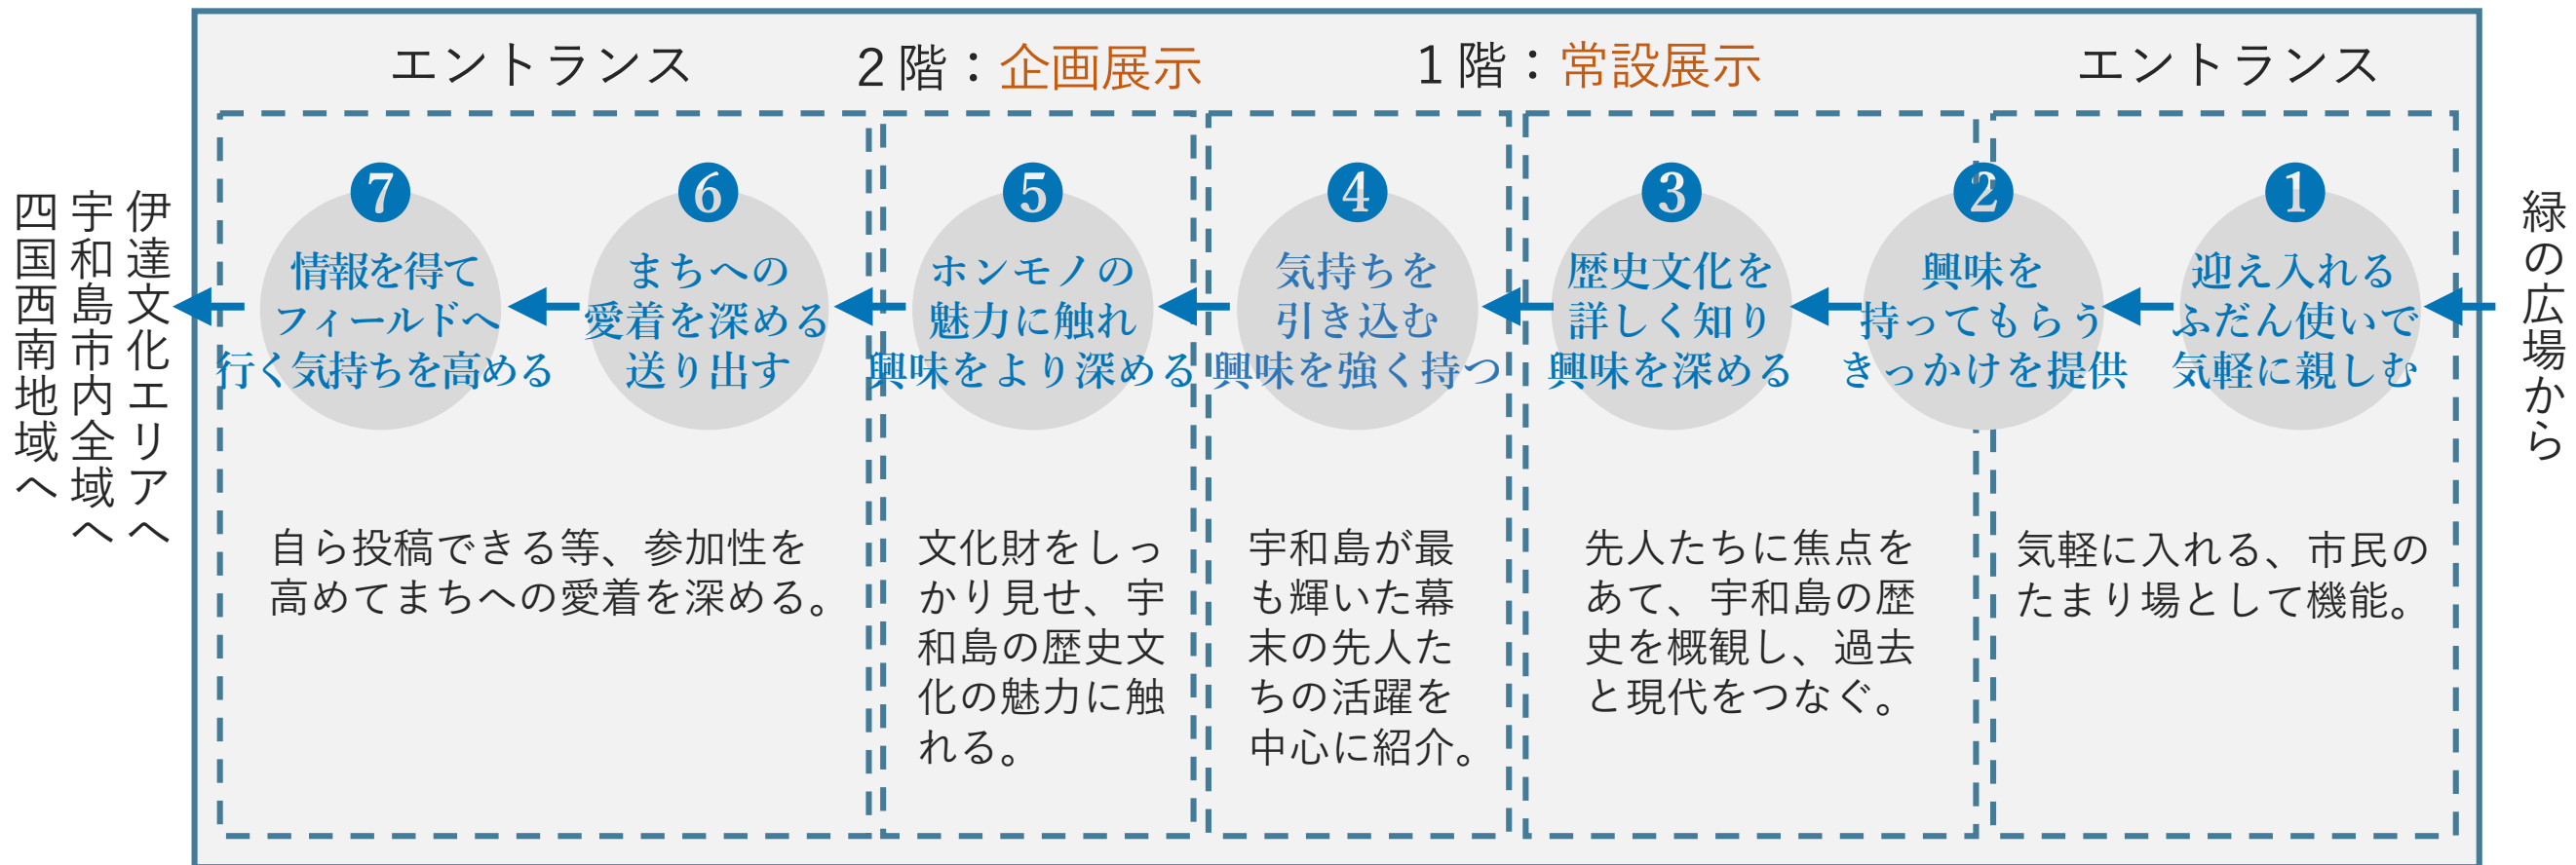 エントランス
2階：企画展示
1階：常設展示
エントランス
緑の広場から
1
迎え入れる
ふだん使いで
気軽に親しむ
2
興味を
持ってもらう
きっかけを提供
3
歴史文化を
詳しく知り
興味を深める
4
気持ちを
引き込む
興味を強く持つ
5
ホンモノの
魅力に触れ
興味をより深める
6
まちへの
愛着を深める
送り出す
7
情報を得て
フィールドへ
行く気持ちを高める
伊達文化エリアへ
宇和島市内全域へ
四国西南地域へ
気軽に入れる、市民の
たまり場として機能。
先人たちに焦点を
あて、宇和島の歴
史を概観し、過去
と現代をつなぐ。
宇和島が最
も輝いた幕
末の先人た
ちの活躍を
中心に紹介。
文化財をしっ
かり見せ、宇
和島の歴史文
化の魅力に触
れる。
自ら投稿できる等、参加性を
高めてまちへの愛着を深める。